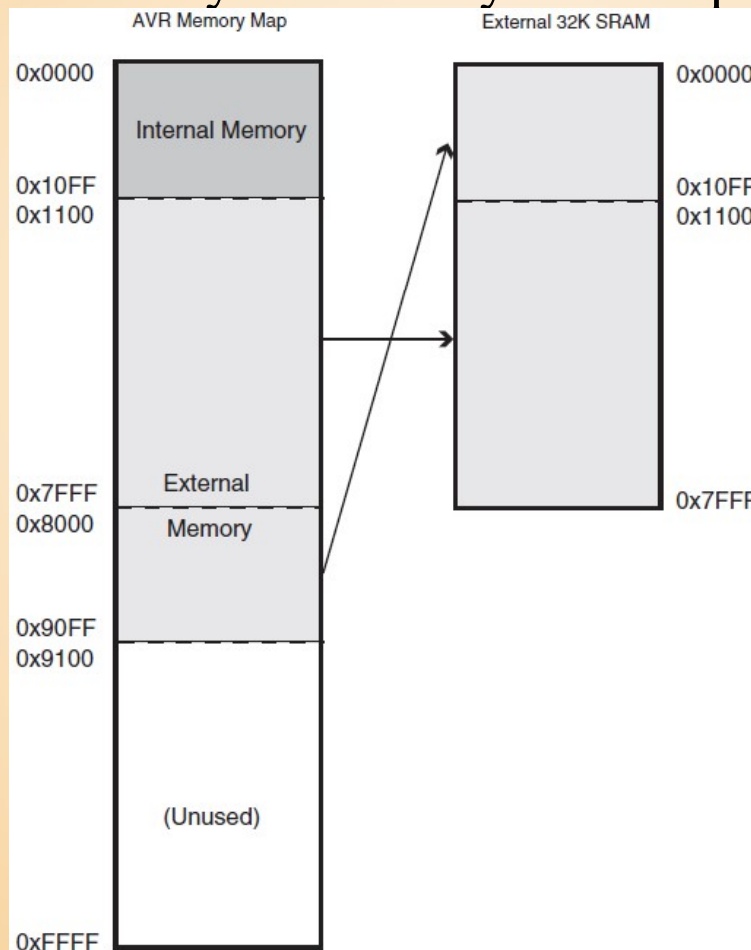 AVR Memory Map
0x0000
Internal Memory
0x10FF
0x1100
0x7FFF
External
0x8000
Memory
0x90FF
0x9100
(Unused)
0xFFFF
External 32K SRAM
0x0000
0x10FF
0x1100
0x7FFF